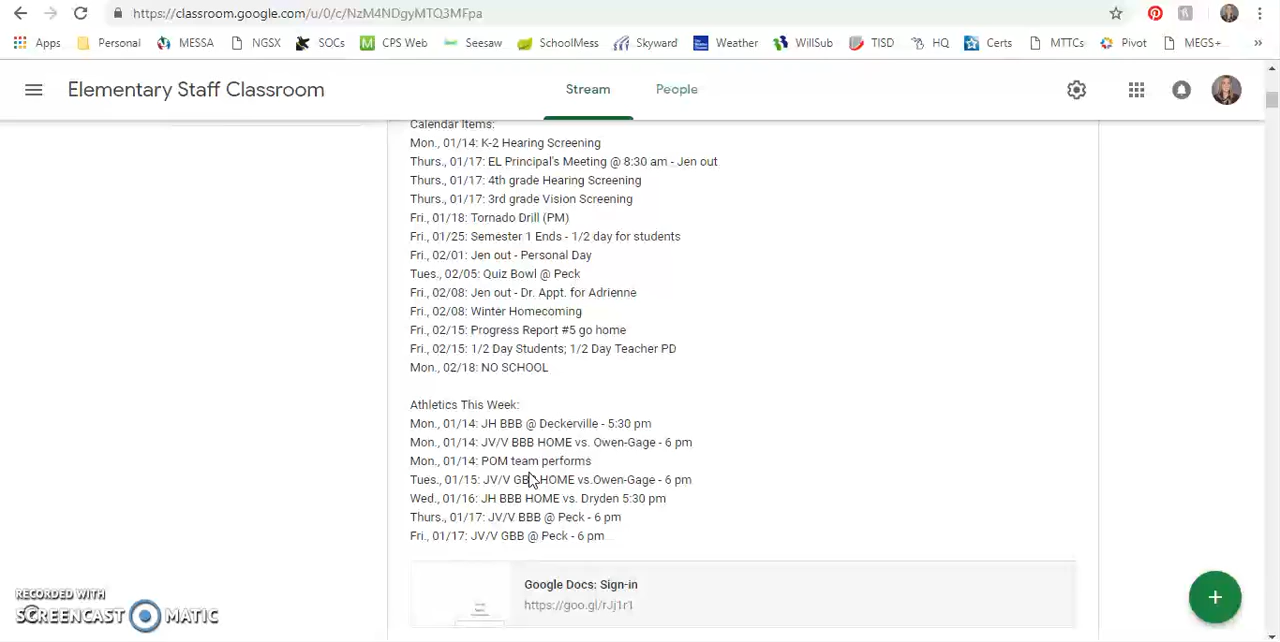 https://classroom.google.com/u/0/c/NzM4NDgyMTQ3MFpa
Apps Personal MESSA NGSX SOCs CPS Web Seesaw SchoolMess Skyward Weather WillSub TISD HQ Certs MTTCs Pivot MEGS+ »
Elementary Staff Classroom Stream People
Calendar Items:
Mon., 01/14: K-2 Hearing Screening
Thurs., 01/17: EL Principal's Meeting @ 8:30 am - Jen out
Thurs., 01/17: 4th grade Hearing Screening
Thurs., 01/17: 3rd grade Vision Screening
Fri., 01/18: Tornado Drill (PM)
Fri., 01/25: Semester 1 Ends - 1/2 day for students
Fri., 02/01: Jen out - Personal Day
Tues., 02/05: Quiz Bowl @ Peck
Fri., 02/08: Jen out - Dr. Appt. for Adrienne
Fri., 02/08: Winter Homecoming
Fri., 02/15: Progress Report #5 go home
Fri., 02/15: 1/2 Day Students; 1/2 Day Teacher PD
Mon., 02/18: NO SCHOOL
Athletics This Week:
Mon., 01/14: JH BBB @ Deckerville - 5:30 pm
Mon., 01/14: JV/V BBB HOME vs. Owen-Gage - 6 pm
Mon., 01/14: POM team performs
Tues., 01/15: JV/V GBB HOME vs.Owen-Gage - 6 pm
Wed., 01/16: JH BBB HOME vs. Dryden 5:30 pm
Thurs., 01/17: JV/V BBB @ Peck - 6 pm
Fri., 01/17: JV/V GBB @ Peck - 6 pm
Google Docs: Sign-in
https://goo.gl/rJj1r1
RECORDED WITH
SCREENCAST MATIC